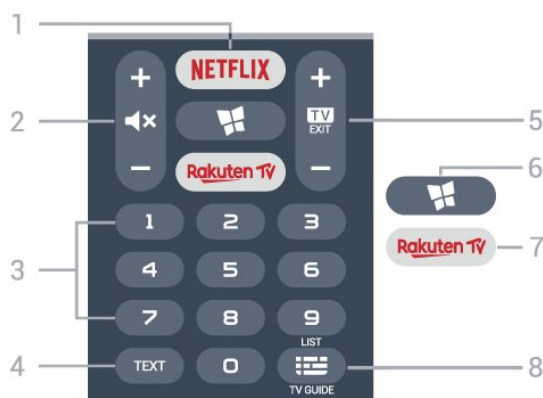 1
+ NETFLIX +
2 TV EXIT 5
6
− Rakuten TV −
1 2 3 Rakuten TV 7
3 4 5 6
7 8 9
LIST
4 TEXT 0 8
TV GUIDE